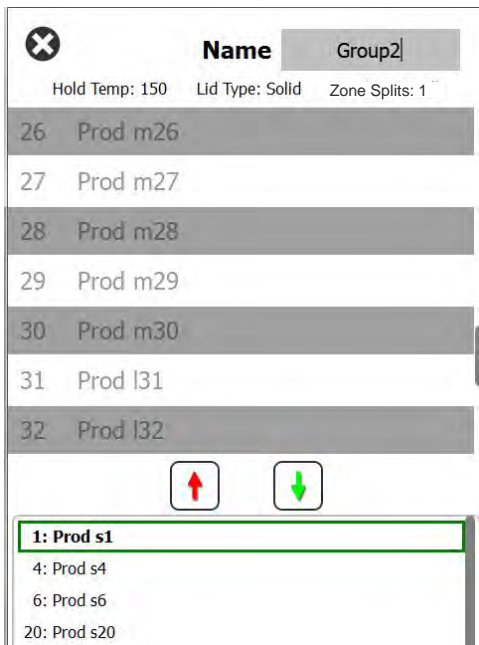 Name Group2
Hold Temp: 150 Lid Type: Solid Zone Splits: 1
26 Prod m26
27 Prod m27
28 Prod m28
29 Prod m29
30 Prod m30
31 Prod l31
32 Prod l32
1: Prod s1
4: Prod s4
6: Prod s6
20: Prod s20